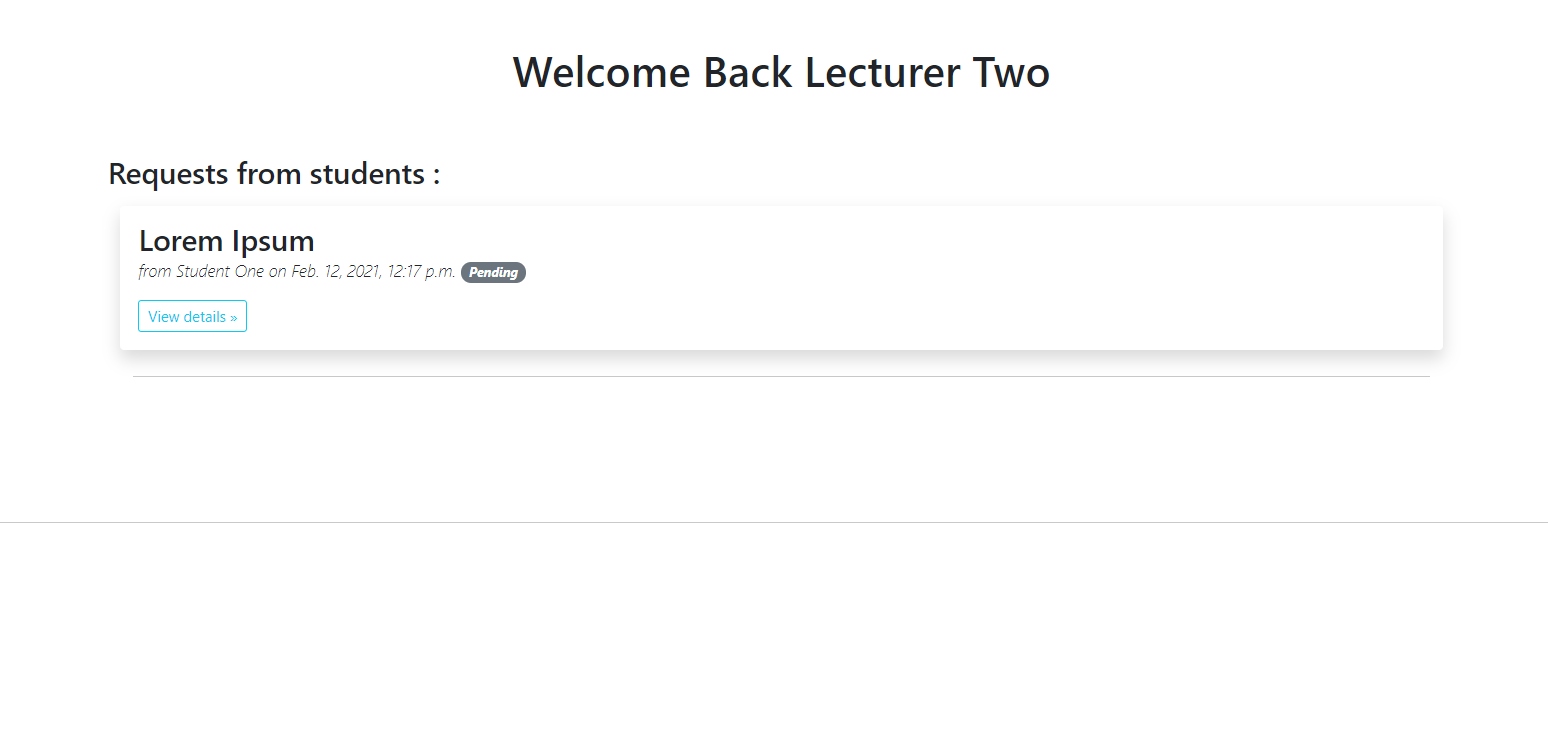 Welcome Back Lecturer Two
Requests from students :
Lorem Ipsum
from Student One on Feb. 12, 2021, 12:17 p.m. Pending
View details »